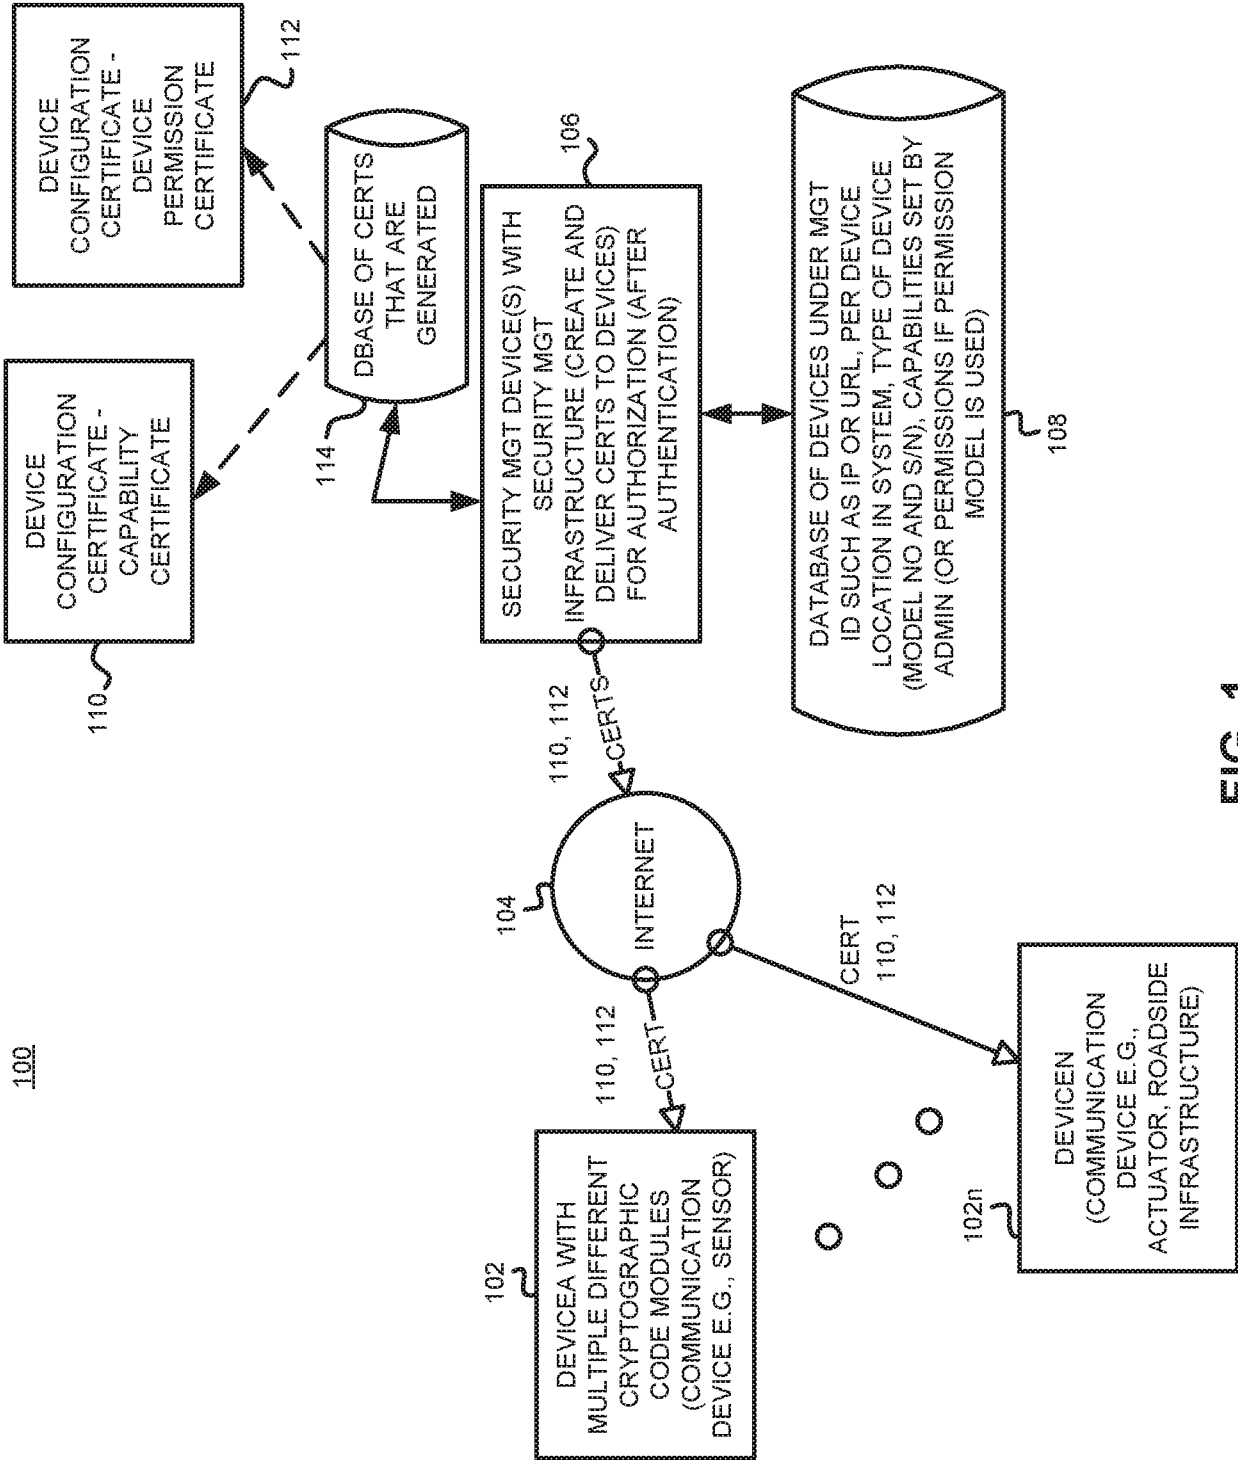 100
DEVICE
CONFIGURATION
CERTIFICATE-
CAPABILITY
CERTIFICATE
110
DEVICE
CONFIGURATION
CERTIFICATE -
DEVICE
PERMISSION
CERTIFICATE
112
DBASE OF CERTS
THAT ARE
GENERATED
114
SECURITY MGT DEVICE(S) WITH
SECURITY MGT
INFRASTRUCTURE (CREATE AND
DELIVER CERTS TO DEVICES)
FOR AUTHORIZATION (AFTER
AUTHENTICATION)
106
DATABASE OF DEVICES UNDER MGT
ID SUCH AS IP OR URL, PER DEVICE
LOCATION IN SYSTEM, TYPE OF DEVICE
(MODEL NO AND S/N), CAPABILITIES SET BY
ADMIN (OR PERMISSIONS IF PERMISSION
MODEL IS USED)
108
110, 112
CERTS
104
INTERNET
110, 112
CERT
CERT
110, 112
102
DEVICEA WITH
MULTIPLE DIFFERENT
CRYPTOGRAPHIC
CODE MODULES
(COMMUNICATION
DEVICE E.G., SENSOR)
102n
DEVICEN
(COMMUNICATION
DEVICE E.G.,
ACTUATOR, ROADSIDE
INFRASTRUCTURE)
FIG. 1